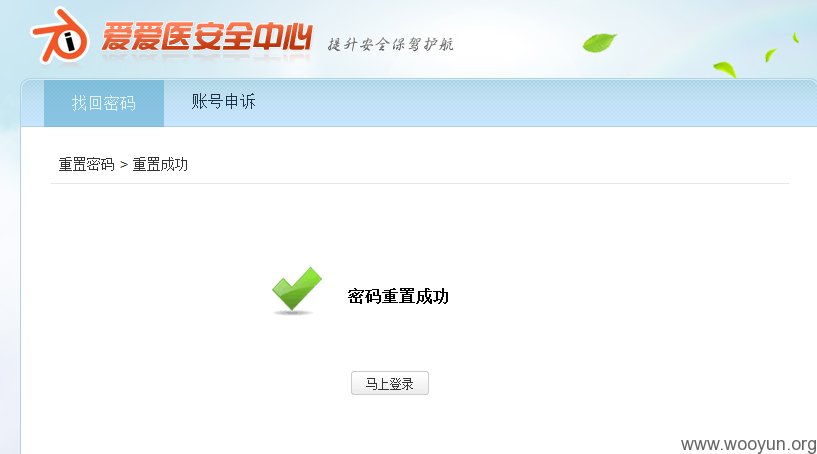 爱爱医安全中心 提升安全保驾护航
找回密码 账号申诉
重置密码 > 重置成功
密码重置成功
马上登录
www.wooyun.org